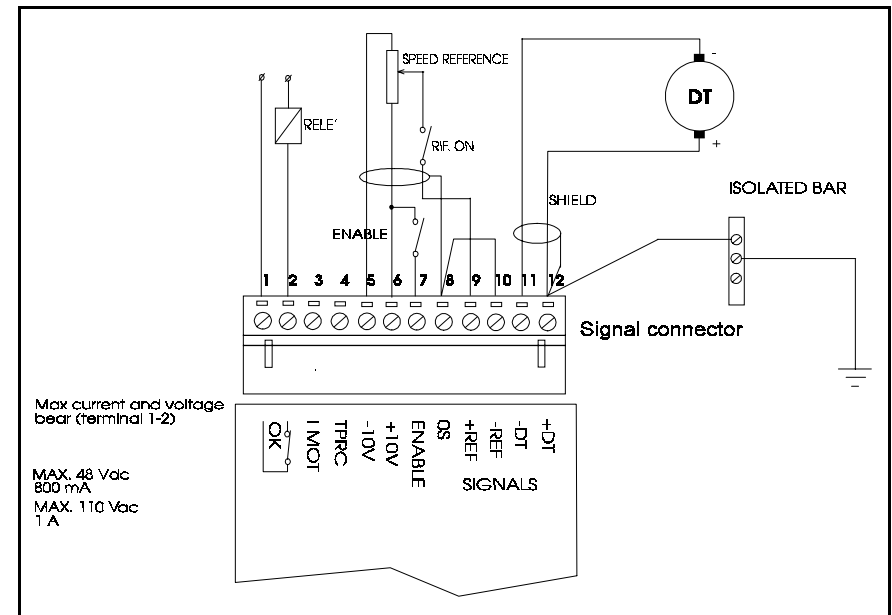 SPEED REFERENCE
-
DT
+
RELE'
RIF. ON
ISOLATED BAR
SHIELD
ENABLE
1 2 3 4 5 6 7 8 9 10 11 12
Signal connector
Max current and voltage
bear (terminal 1-2)
MAX. 48 Vdc
800 mA
MAX. 110 Vac
1 A
OK
I MOT
TPRC
-10V
+10V
ENABLE
0S
+REF
-REF
-DT
+DT
SIGNALS